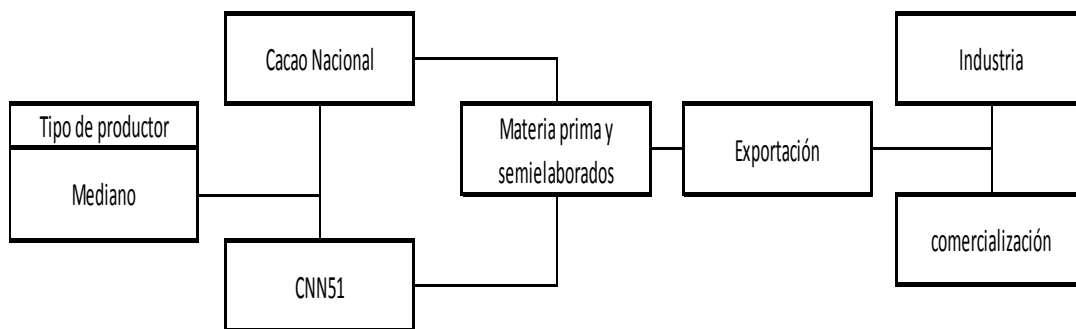 Tipo de productor
Mediano
Cacao Nacional
CNN51
Materia prima y
semielaborados
Exportación
Industria
comercialización